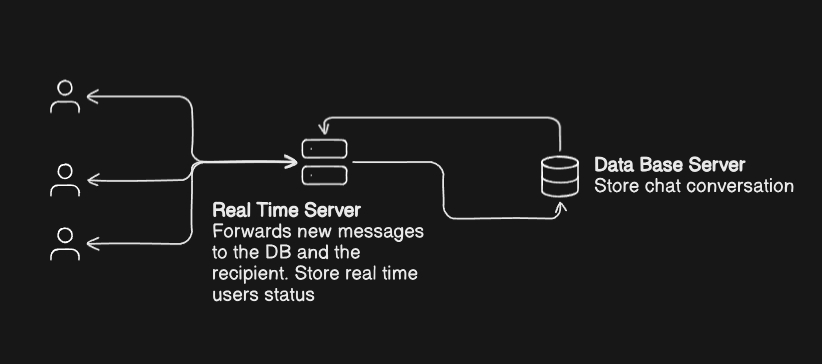 Data Base Server
Store chat conversation
Real Time Server
Forwards new messages
to the DB and the
recipient. Store real time
users status